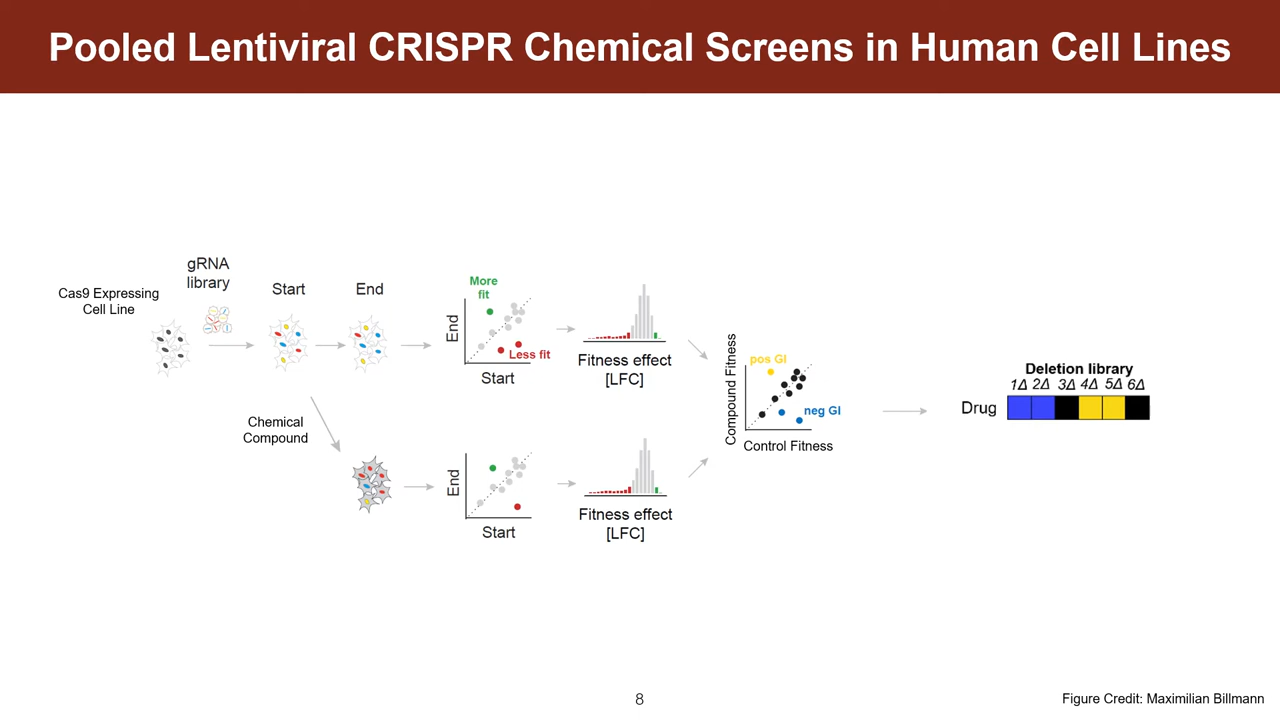 Pooled Lentiviral CRISPR Chemical Screens in Human Cell Lines
Cas9 Expressing
Cell Line
gRNA
library
Start
End
More
fit
End
Less fit
Start
Fitness effect
[LFC]
Chemical
Compound
End
Start
Fitness effect
[LFC]
Compound Fitness
pos GI
neg GI
Control Fitness
Deletion library
1Δ 2Δ 3Δ 4Δ 5Δ 6Δ
Drug
8
Figure Credit: Maximilian Billmann